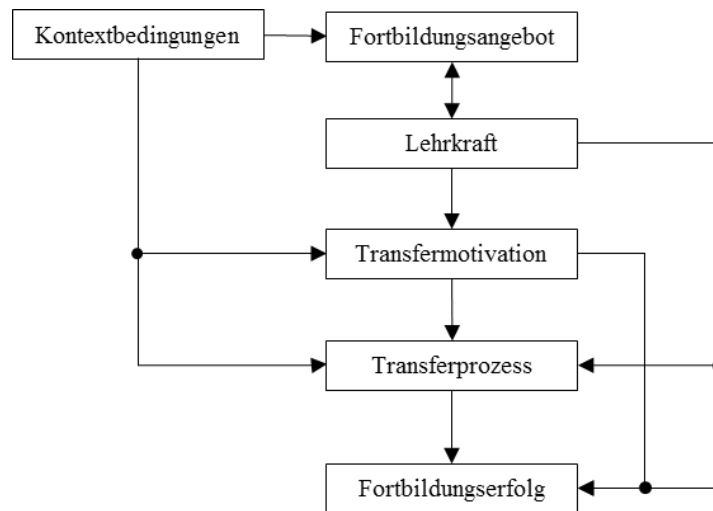 Kontextbedingungen
Fortbildungsangebot
Lehrkraft
Transfermotivation
Transferprozess
Fortbildungserfolg